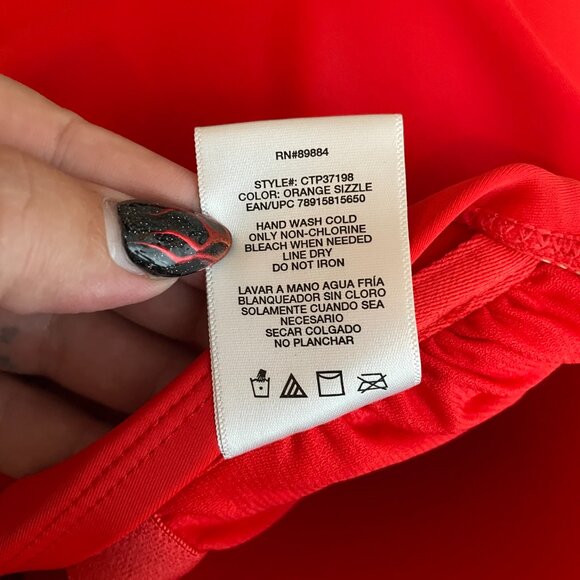 RN#89884
STYLE#: CTP37198
COLOR: ORANGE SIZZLE
EAN/UPC 78915815650
HAND WASH COLD
ONLY NON-CHLORINE
BLEACH WHEN NEEDED
LINE DRY
DO NOT IRON
LAVAR A MANO AGUA FRÍA
BLANQUEADOR SIN CLORO
SOLAMENTE CUANDO SEA
NECESARIO
SECAR COLGADO
NO PLANCHAR